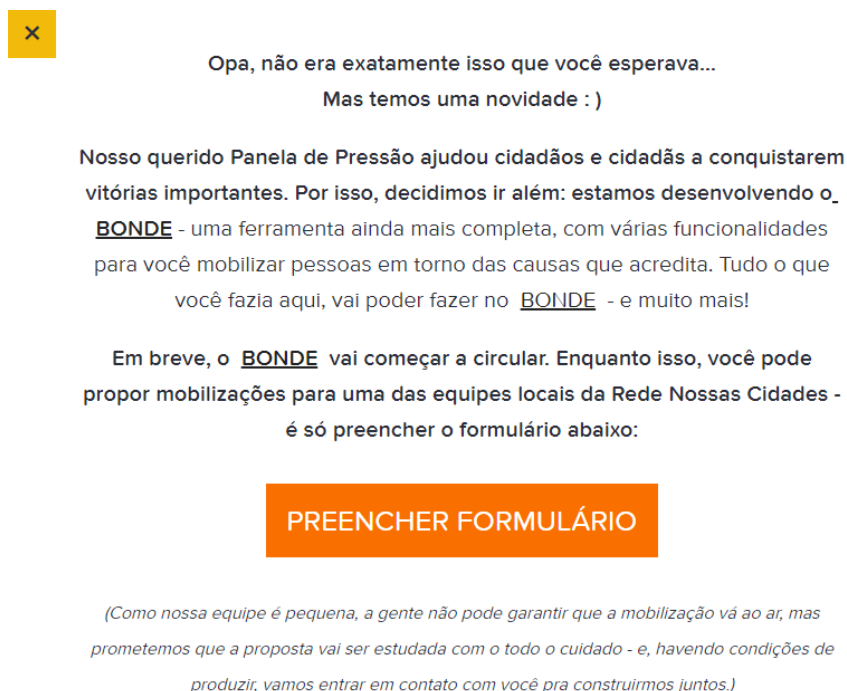 ×
Opa, não era exatamente isso que você esperava...
Mas temos uma novidade : )
Nosso querido Panela de Pressão ajudou cidadãos e cidadãs a conquistarem
vitórias importantes. Por isso, decidimos ir além: estamos desenvolvendo o
BONDE - uma ferramenta ainda mais completa, com várias funcionalidades
para você mobilizar pessoas em torno das causas que acredita. Tudo o que
você fazia aqui, vai poder fazer no BONDE - e muito mais!
Em breve, o BONDE vai começar a circular. Enquanto isso, você pode
propor mobilizações para uma das equipes locais da Rede Nossas Cidades -
é só preencher o formulário abaixo:
PREENCHER FORMULÁRIO
(Como nossa equipe é pequena, a gente não pode garantir que a mobilização vá ao ar, mas
prometemos que a proposta vai ser estudada com o todo o cuidado - e, havendo condições de
produzir, vamos entrar em contato com você pra construirmos juntos.)